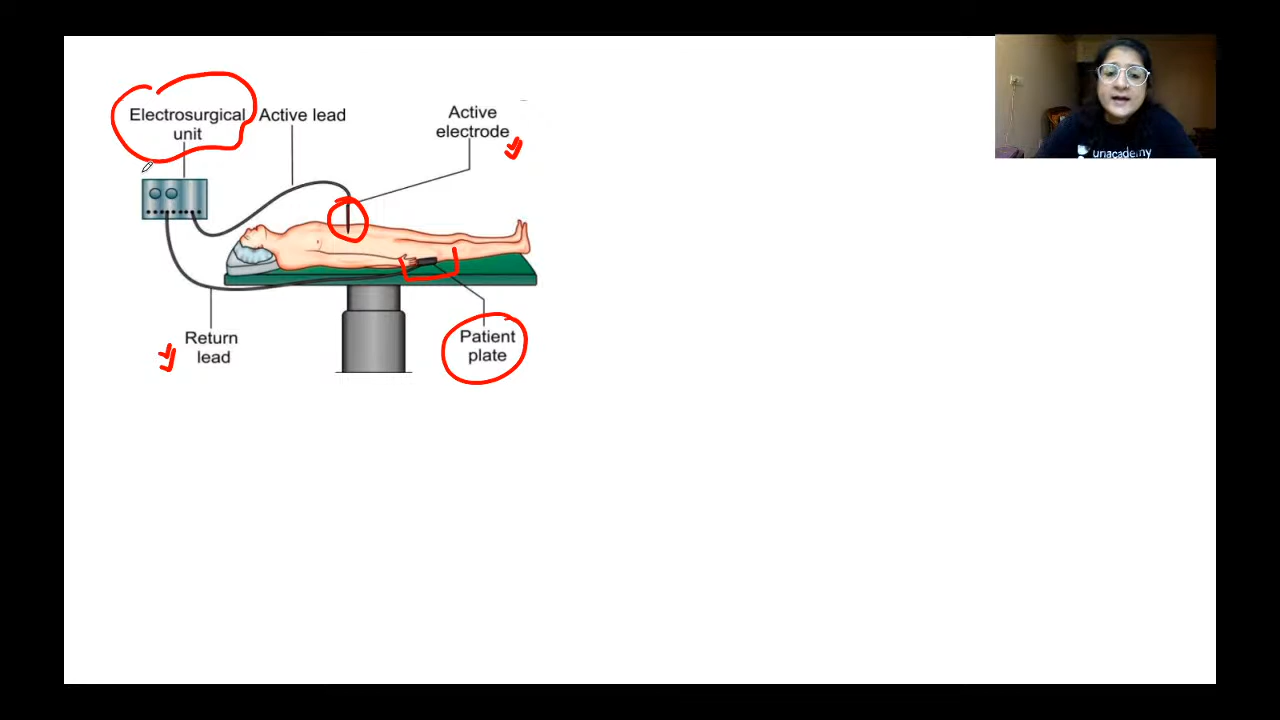 Electrosurgical
unit
Active lead
Active
electrode
Return
lead
Patient
plate
unacademy